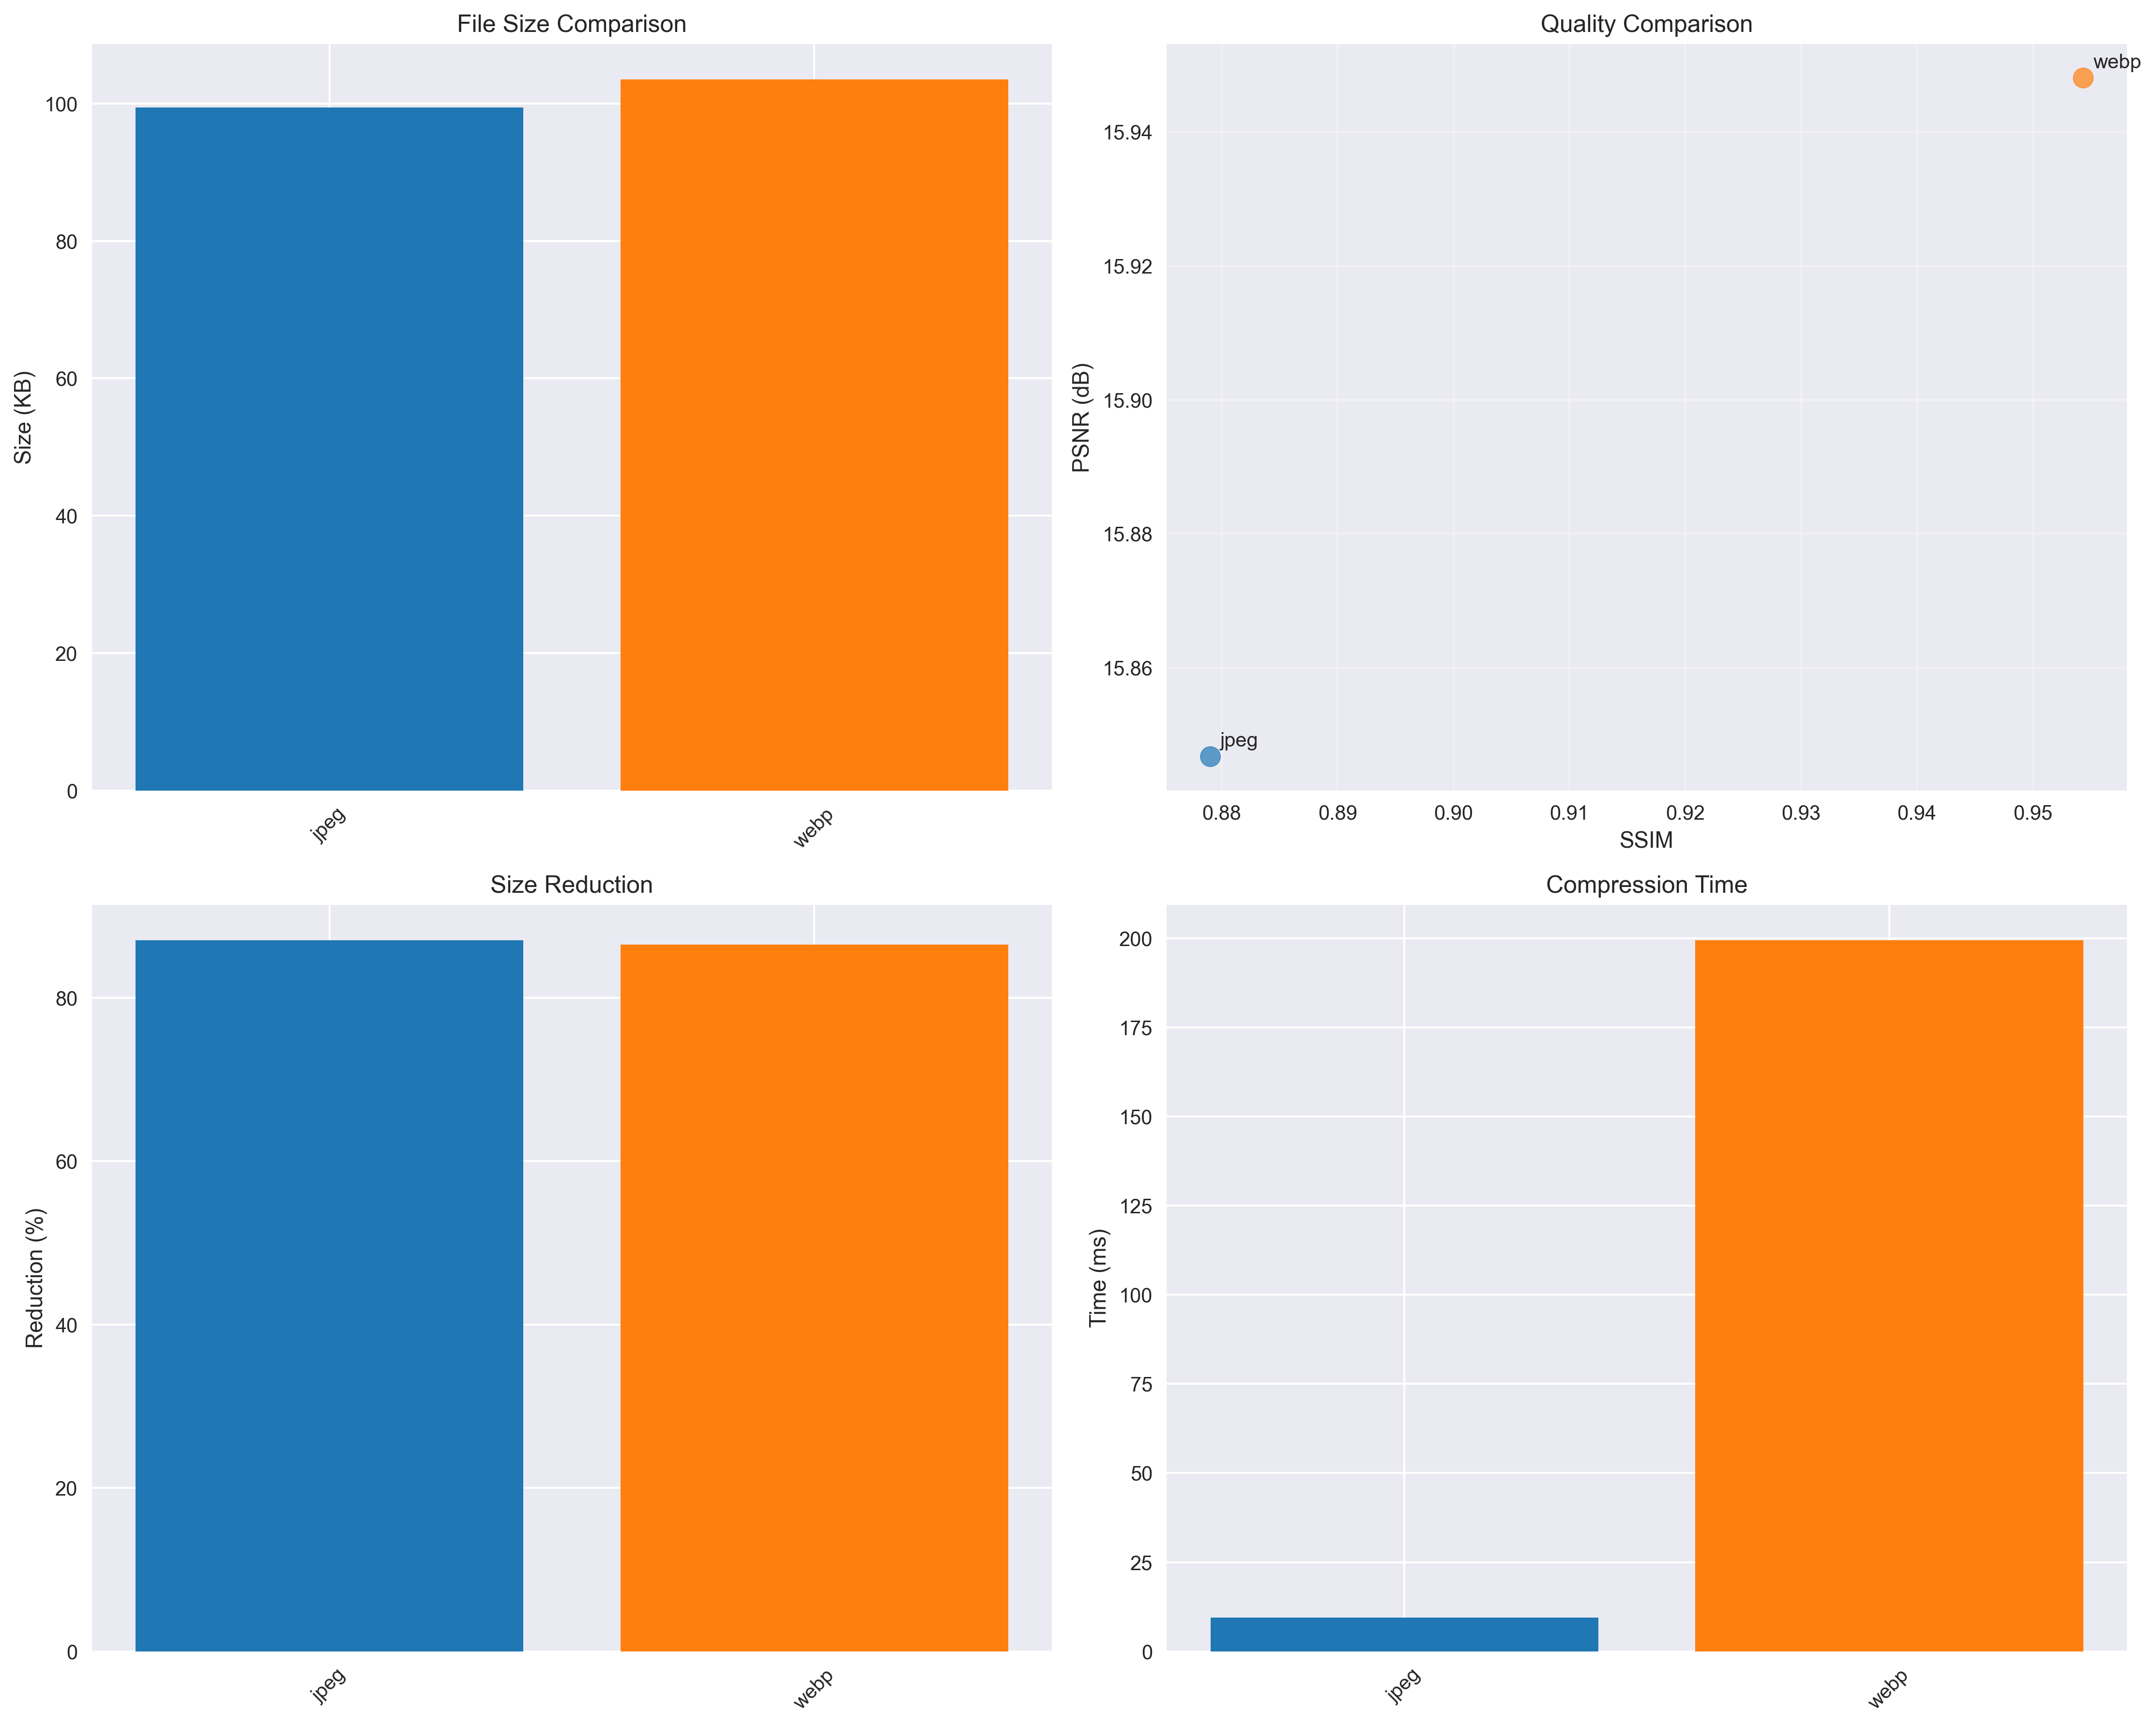 File Size Comparison
Size (KB)
100
80
60
40
20
0
jpeg
webp
Quality Comparison
PSNR (dB)
15.94
15.92
15.90
15.88
15.86
webp
jpeg
0.88 0.89 0.90 0.91 0.92 0.93 0.94 0.95
SSIM
Size Reduction
Reduction (%)
80
60
40
20
0
jpeg
webp
Compression Time
Time (ms)
200
175
150
125
100
75
50
25
0
jpeg
webp